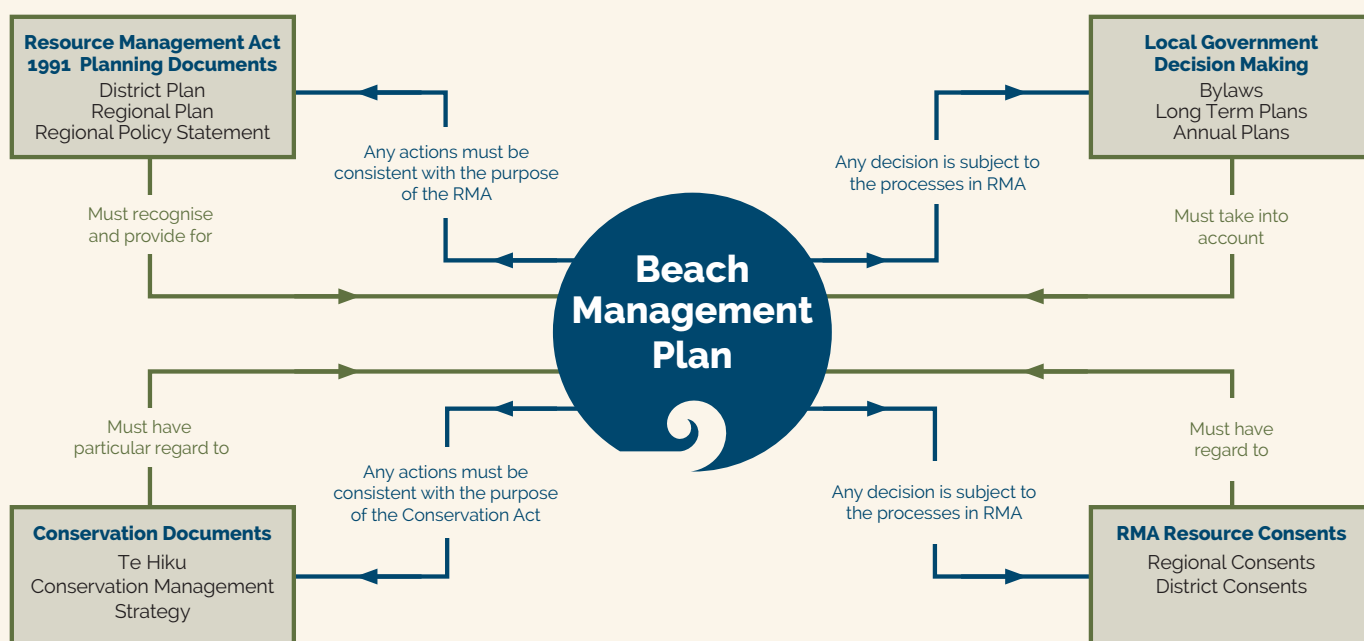 Resource Management Act
1991 Planning Documents
District Plan
Regional Plan
Regional Policy Statement
Must recognise
and provide for
Any actions must be
consistent with the purpose
of the RMA
Local Government
Decision Making
Bylaws
Long Term Plans
Annual Plans
Any decision is subject to
the processes in RMA
Must take into
account
Beach
Management
Plan
Must have
particular regard to
Conservation Documents
Te Hiku
Conservation Management
Strategy
Any actions must be
consistent with the purpose
of the Conservation Act
Any decision is subject to
the processes in RMA
Must have
regard to
RMA Resource Consents
Regional Consents
District Consents